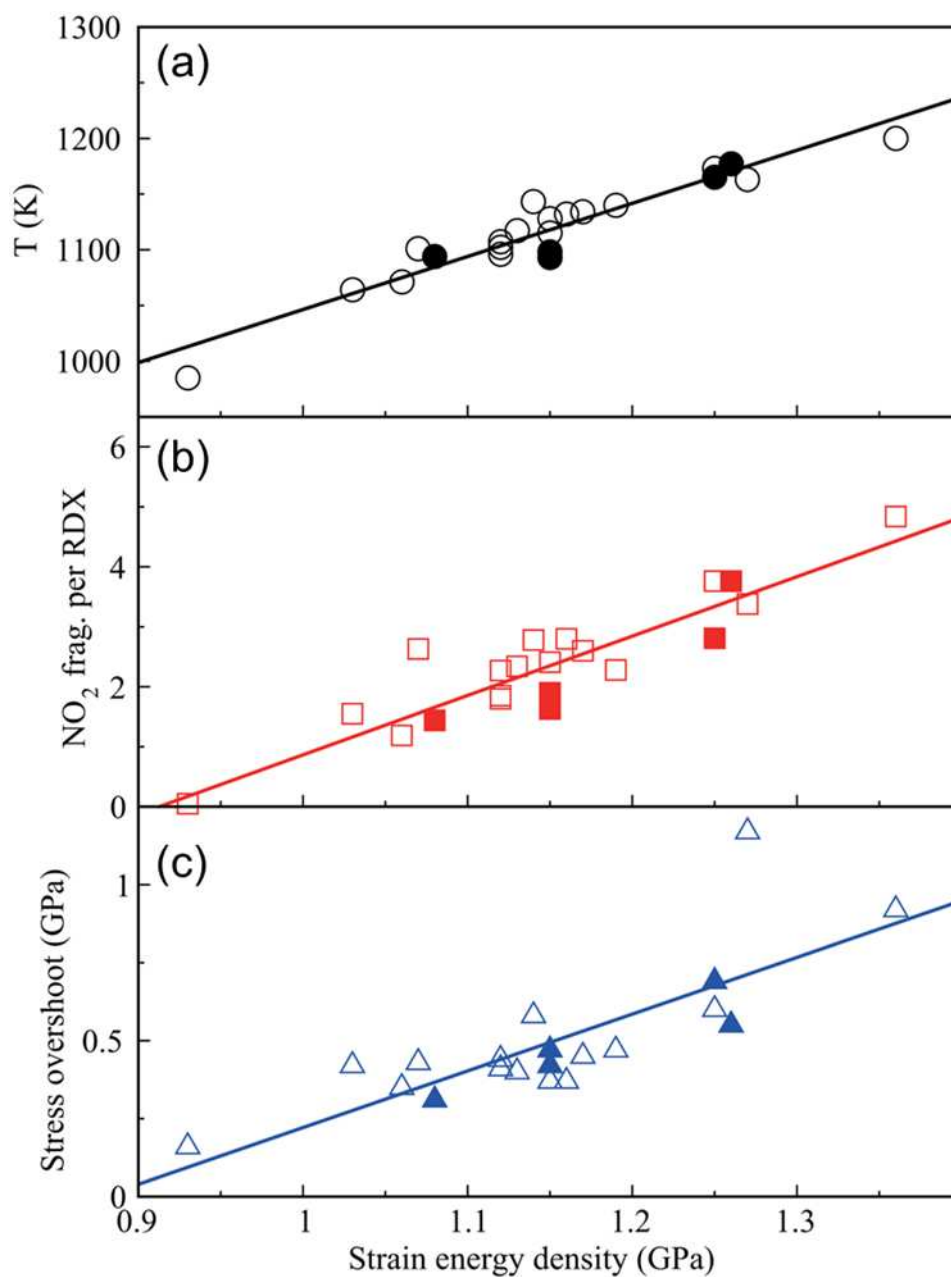 (a)
1300
1200
1100
1000
T (K)
(b)
6
4
2
0
NO₂ frag. per RDX
(c)
1
0.5
0
Stress overshoot (GPa)
0.9 1 1.1 1.2 1.3
Strain energy density (GPa)